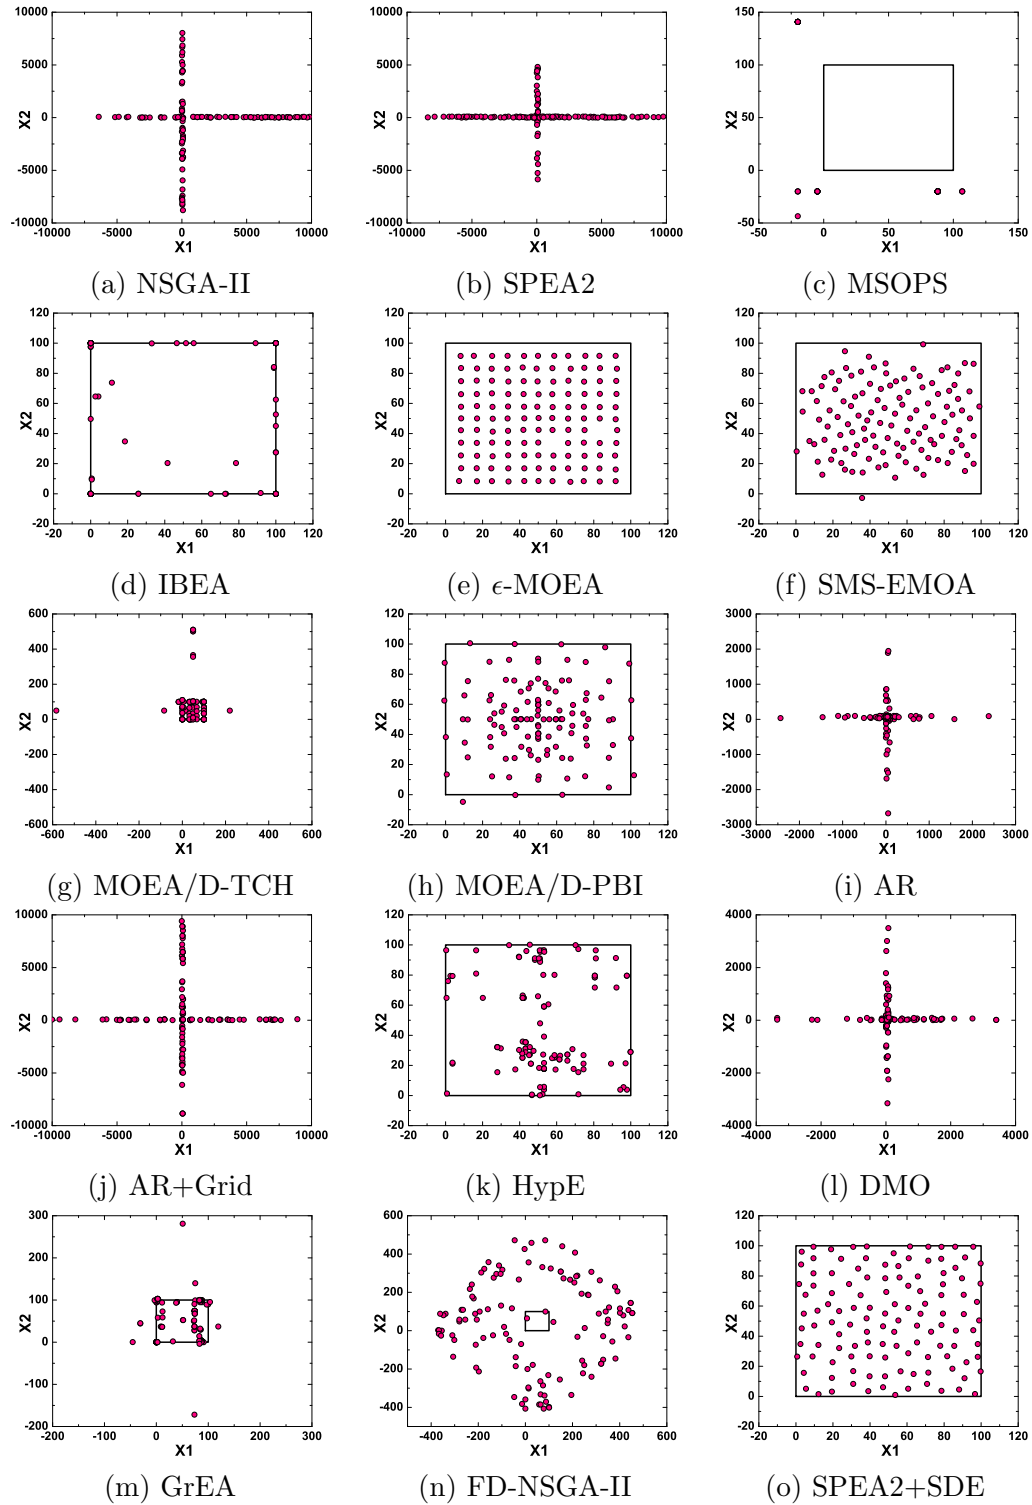 10000
5000
0
-5000
-10000
-10000 -5000 0 5000 10000
X2
X1
(a) NSGA-II
10000
5000
0
-5000
-10000
-10000 -5000 0 5000 10000
X2
X1
(b) SPEA2
150
100
50
0
-50
-50 0 50 100 150
X2
X1
(c) MSOPS
120
100
80
60
40
20
0
-20
-20 0 20 40 60 80 100 120
X2
X1
(d) IBEA
120
100
80
60
40
20
0
-20
-20 0 20 40 60 80 100 120
X2
X1
(e) ϵ-MOEA
120
100
80
60
40
20
0
-20
-20 0 20 40 60 80 100 120
X2
X1
(f) SMS-EMOA
600
400
200
0
-200
-400
-600
-600 -400 -200 0 200 400 600
X2
X1
(g) MOEA/D-TCH
120
100
80
60
40
20
0
-20
-20 0 20 40 60 80 100 120
X2
X1
(h) MOEA/D-PBI
3000
2000
1000
0
-1000
-2000
-3000
-3000 -2000 -1000 0 1000 2000 3000
X2
X1
(i) AR
10000
5000
0
-5000
-10000
-10000 -5000 0 5000 10000
X2
X1
(j) AR+Grid
120
100
80
60
40
20
0
-20
-20 0 20 40 60 80 100 120
X2
X1
(k) HypE
4000
2000
0
-2000
-4000
-4000 -2000 0 2000 4000
X2
X1
(l) DMO
300
200
100
0
-100
-200
-200 -100 0 100 200 300
X2
X1
(m) GrEA
600
400
200
0
-200
-400
-400 -200 0 200 400 600
X2
X1
(n) FD-NSGA-II
120
100
80
60
40
20
0
-20
-20 0 20 40 60 80 100 120
X2
X1
(o) SPEA2+SDE